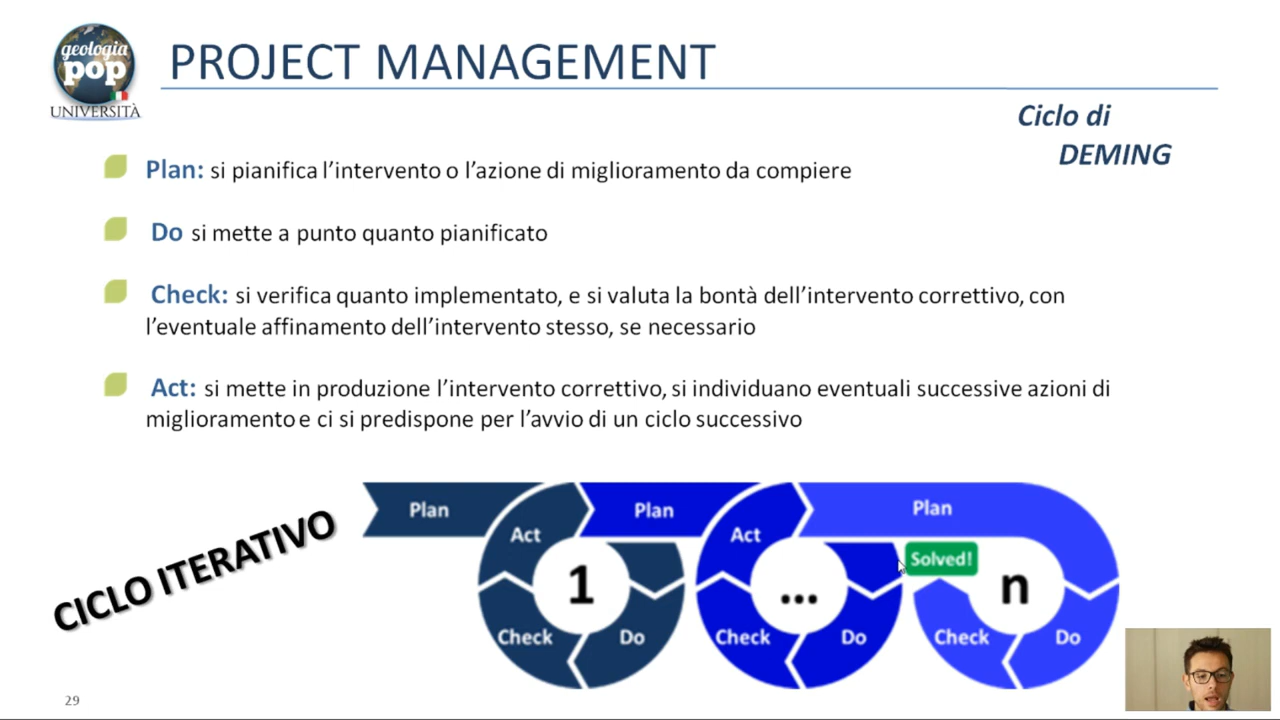 geologia
pop
UNIVERSITÀ
PROJECT MANAGEMENT
Ciclo di
DEMING
Plan: si pianifica l’intervento o l’azione di miglioramento da compiere
Do si mette a punto quanto pianificato
Check: si verifica quanto implementato, e si valuta la bontà dell’intervento correttivo, con
l’eventuale affinamento dell’intervento stesso, se necessario
Act: si mette in produzione l’intervento correttivo, si individuano eventuali successive azioni di
miglioramento e ci si predispone per l’avvio di un ciclo successivo
CICLO ITERATIVO
Plan
Act
1
Check
Do
Plan
Act
...
Check
Do
Plan
Solved!
n
Check
Do
29